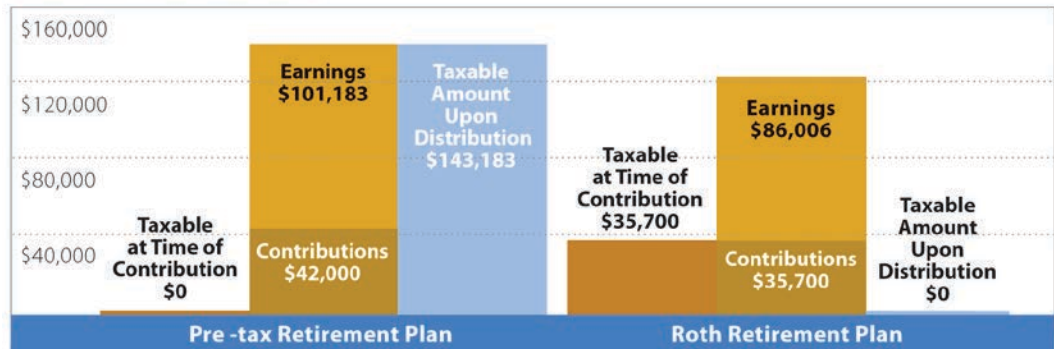 $160,000
$120,000
$80,000
$40,000
Taxable
at Time of
Contribution
$0
Earnings
$101,183
Contributions
$42,000
Taxable
Amount
Upon
Distribution
$143,183
Pre -tax Retirement Plan
Taxable
at Time of
Contribution
$35,700
Earnings
$86,006
Contributions
$35,700
Taxable
Amount
Upon
Distribution
$0
Roth Retirement Plan